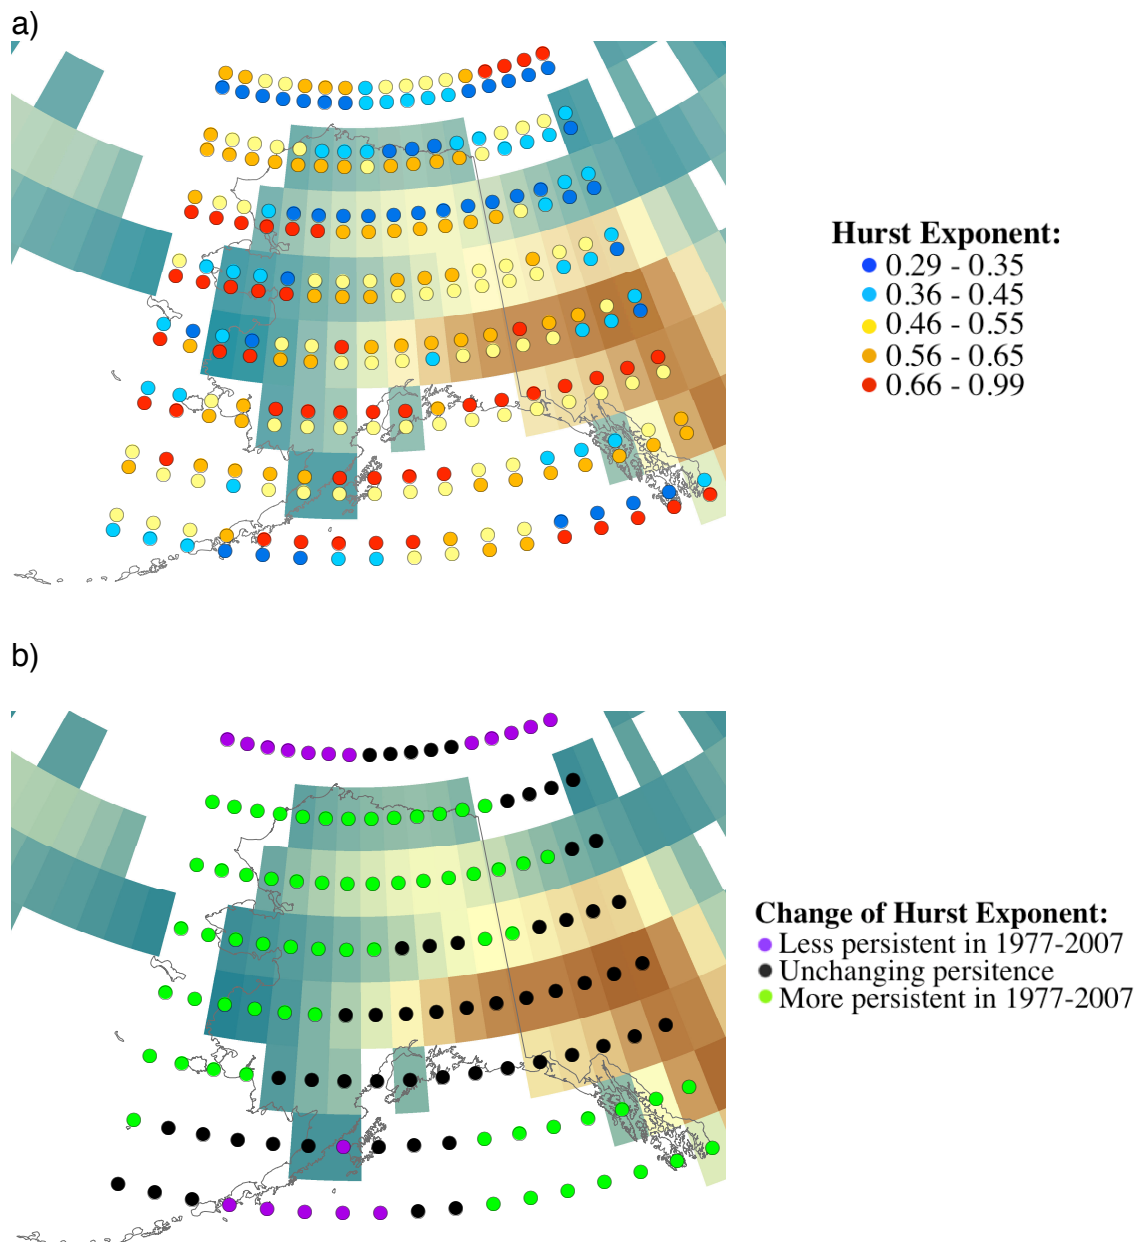 a)
Hurst Exponent:
0.29 - 0.35
0.36 - 0.45
0.46 - 0.55
0.56 - 0.65
0.66 - 0.99
b)
Change of Hurst Exponent:
Less persistent in 1977-2007
Unchanging persitence
More persistent in 1977-2007